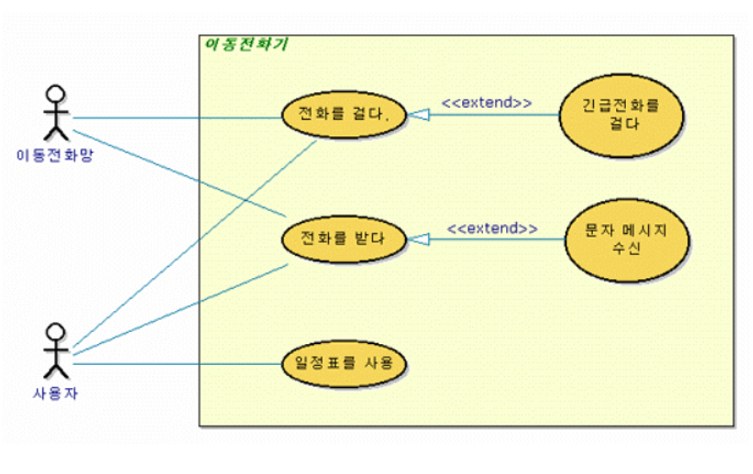 이동전화기
전화를 걸다.
<<extend>>
긴급전화를
걸다
이동전화망
전화를 받다
<<extend>>
문자 메시지
수신
일정표를 사용
사용자